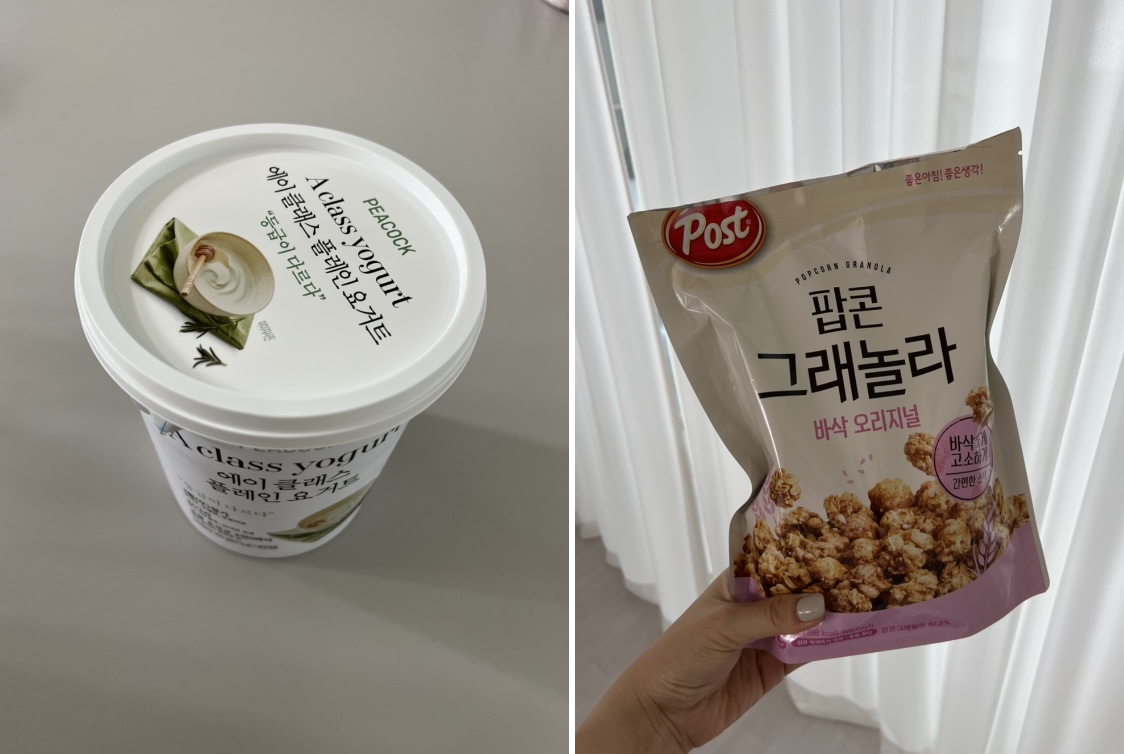 PEACOCK
A class yogurt
에이 클래스 플레인 요거트
“등급이 다르다”
A class yogurt
에이 클래스
플레인 요거트
좋은아침! 좋은생각!
Post
POPCORN GRANOLA
팝콘
그래놀라
바삭 오리지널
바삭
고소하게
간편한